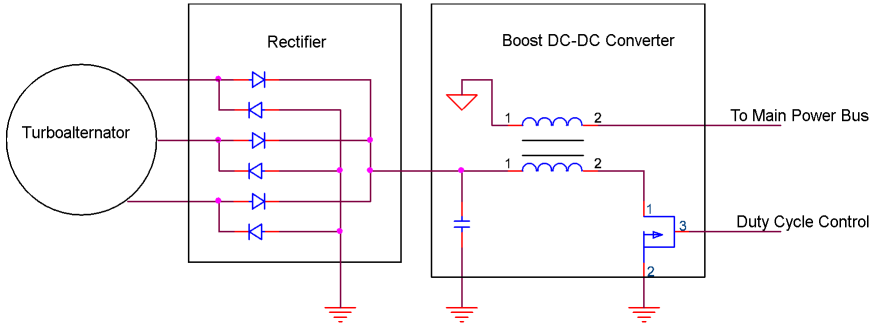 Rectifier
Boost DC-DC Converter
Turboalternator
1 2
To Main Power Bus
1 2
1
Duty Cycle Control
3
2